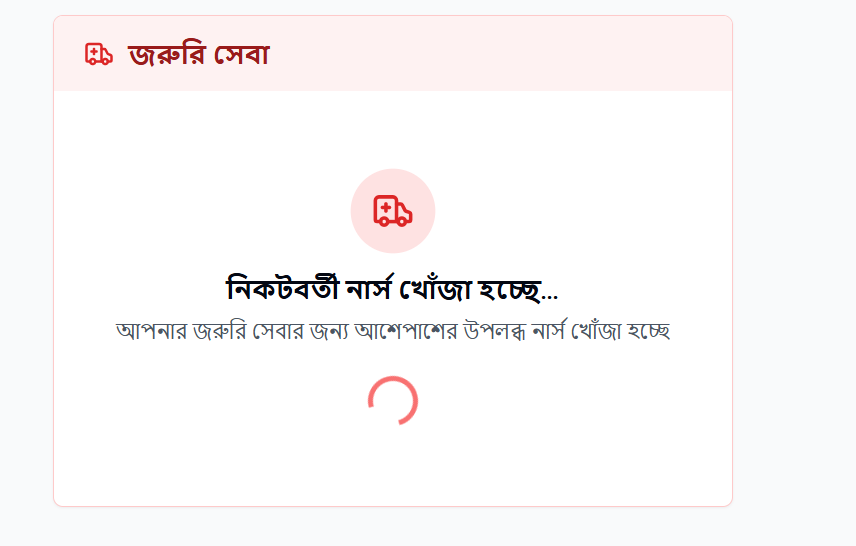 জরুরি সেবা
নিকটবর্তী নার্স খোঁজা হচ্ছে...
আপনার জরুরি সেবার জন্য আশেপাশের উপলব্ধ নার্স খোঁজা হচ্ছে